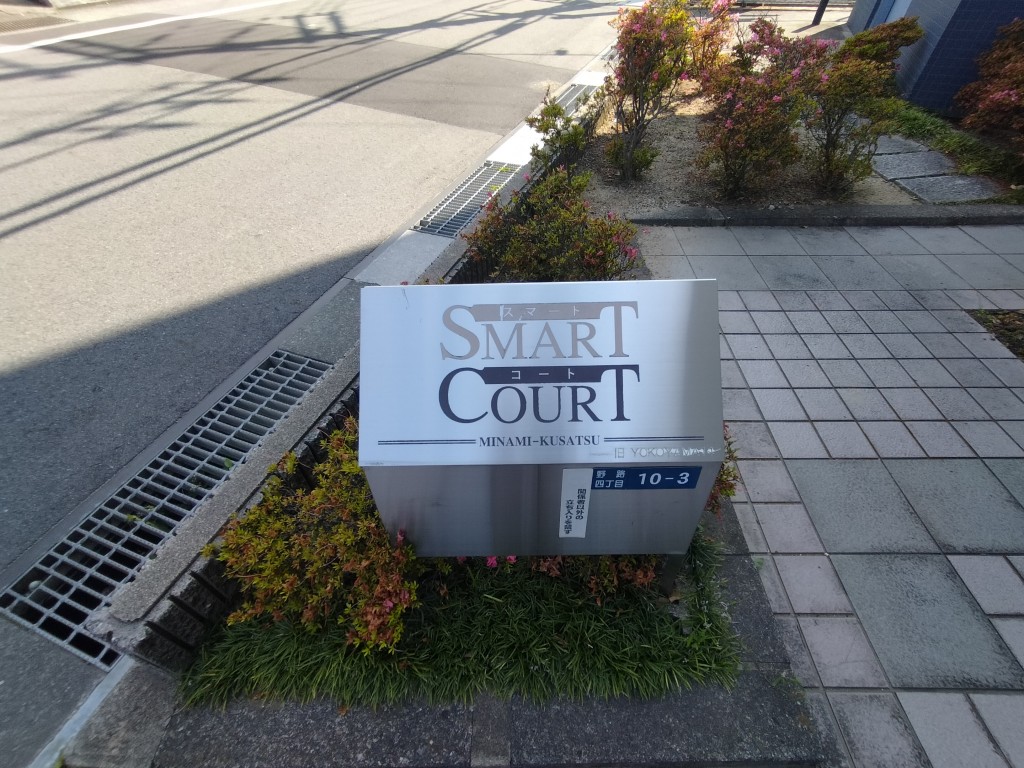 スマート
SMART
コート
COURT
MINAMI-KUSATSU
野路
四丁目
10-3
関係者以外の
立ち入りを禁ず